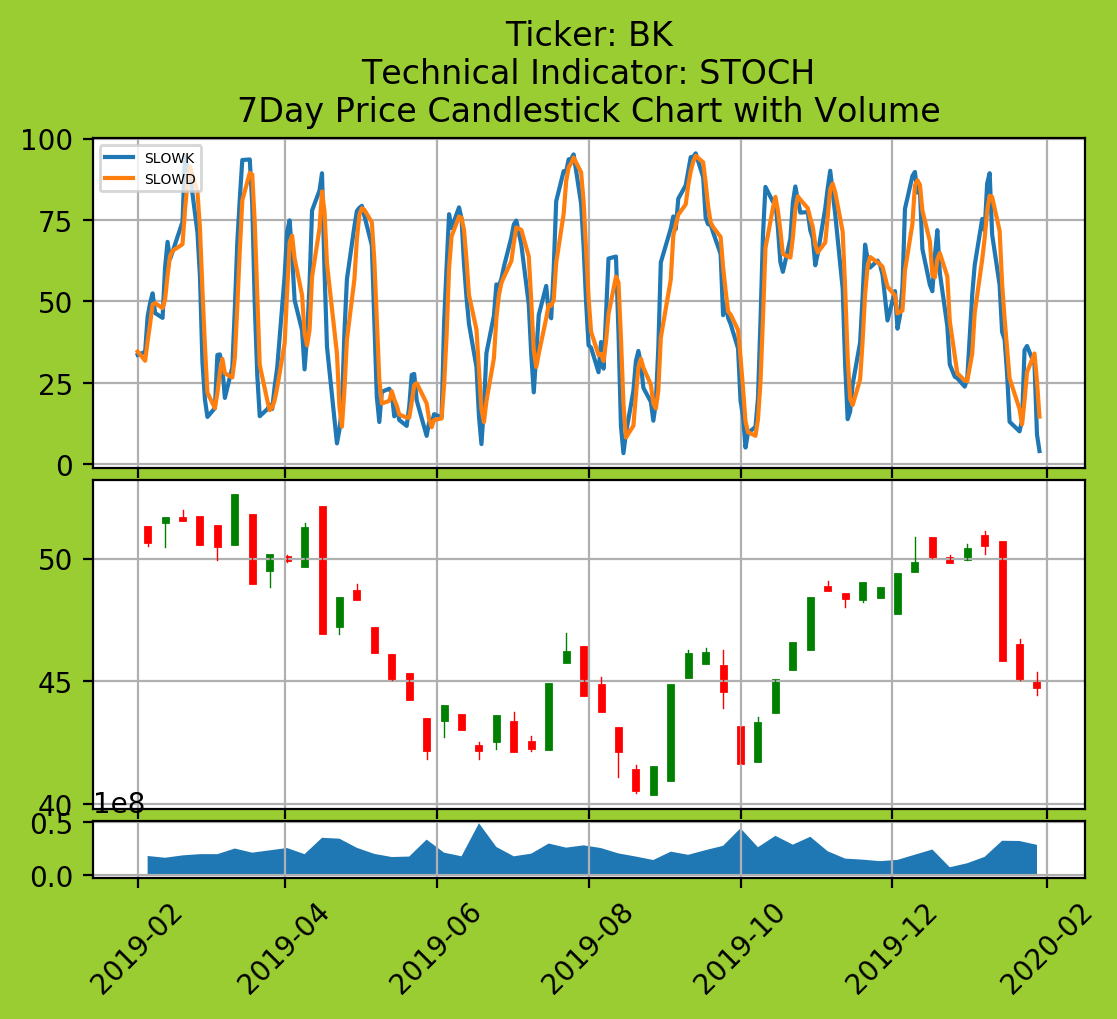 Ticker: BK
Technical Indicator: STOCH
7Day Price Candlestick Chart with Volume
100
SLOWK
SLOWD
75
50
25
0
50
45
40
1e8
0.5
0.0
2019-02
2019-04
2019-06
2019-08
2019-10
2019-12
2020-02